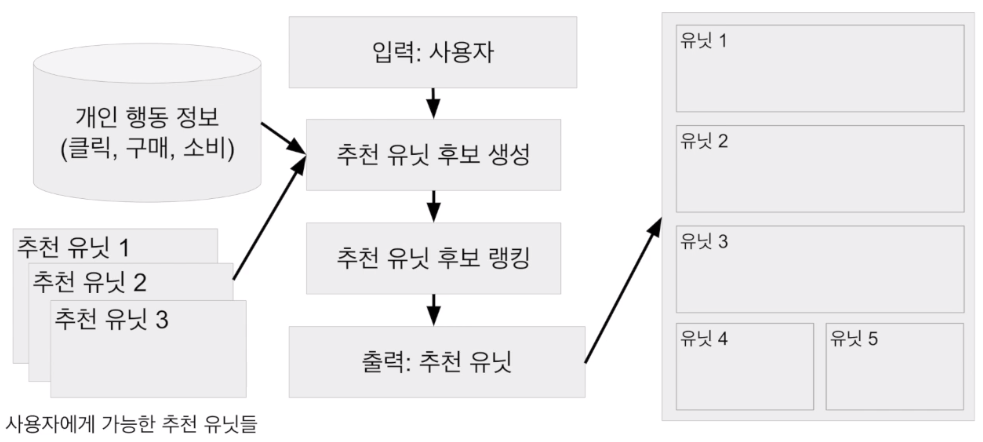 입력: 사용자
개인 행동 정보
(클릭, 구매, 소비)
추천 유닛 후보 생성
추천 유닛 후보 랭킹
출력: 추천 유닛
추천 유닛 1
추천 유닛 2
추천 유닛 3
사용자에게 가능한 추천 유닛들
유닛 1
유닛 2
유닛 3
유닛 4
유닛 5